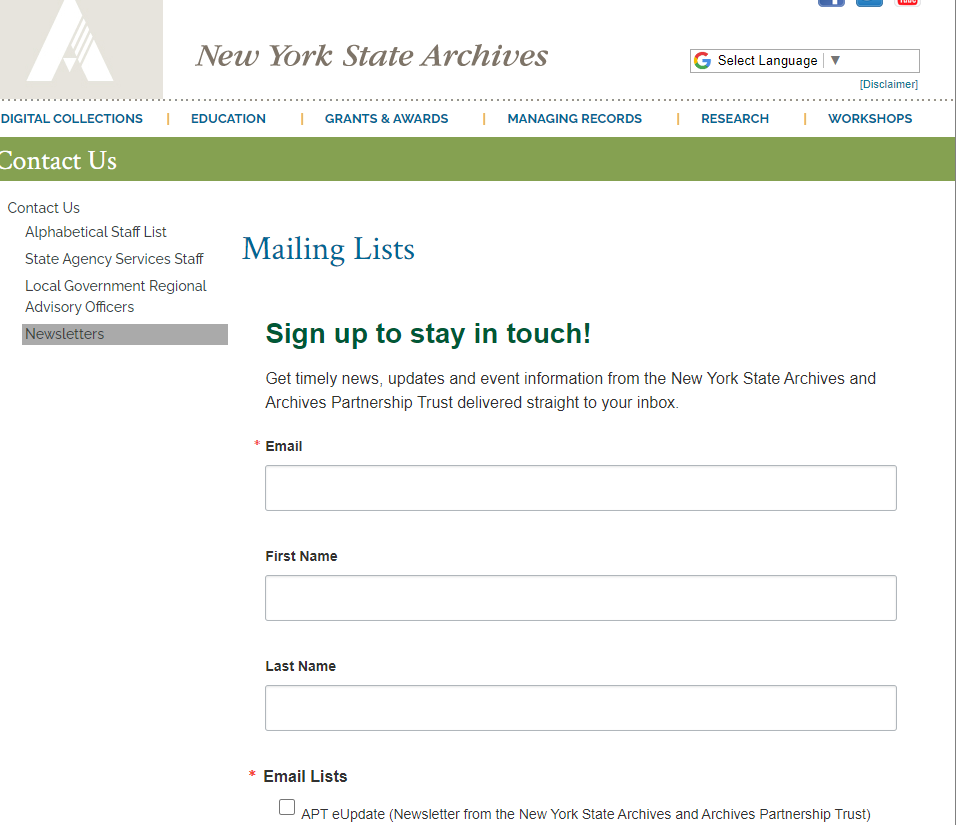 New York State Archives
Select Language ▼
[Disclaimer]
DIGITAL COLLECTIONS | EDUCATION | GRANTS & AWARDS | MANAGING RECORDS | RESEARCH | WORKSHOPS
Contact Us
Contact Us
Alphabetical Staff List
State Agency Services Staff
Local Government Regional
Advisory Officers
Newsletters
Mailing Lists
Sign up to stay in touch!
Get timely news, updates and event information from the New York State Archives and
Archives Partnership Trust delivered straight to your inbox.
* Email
First Name
Last Name
* Email Lists
APT eUpdate (Newsletter from the New York State Archives and Archives Partnership Trust)